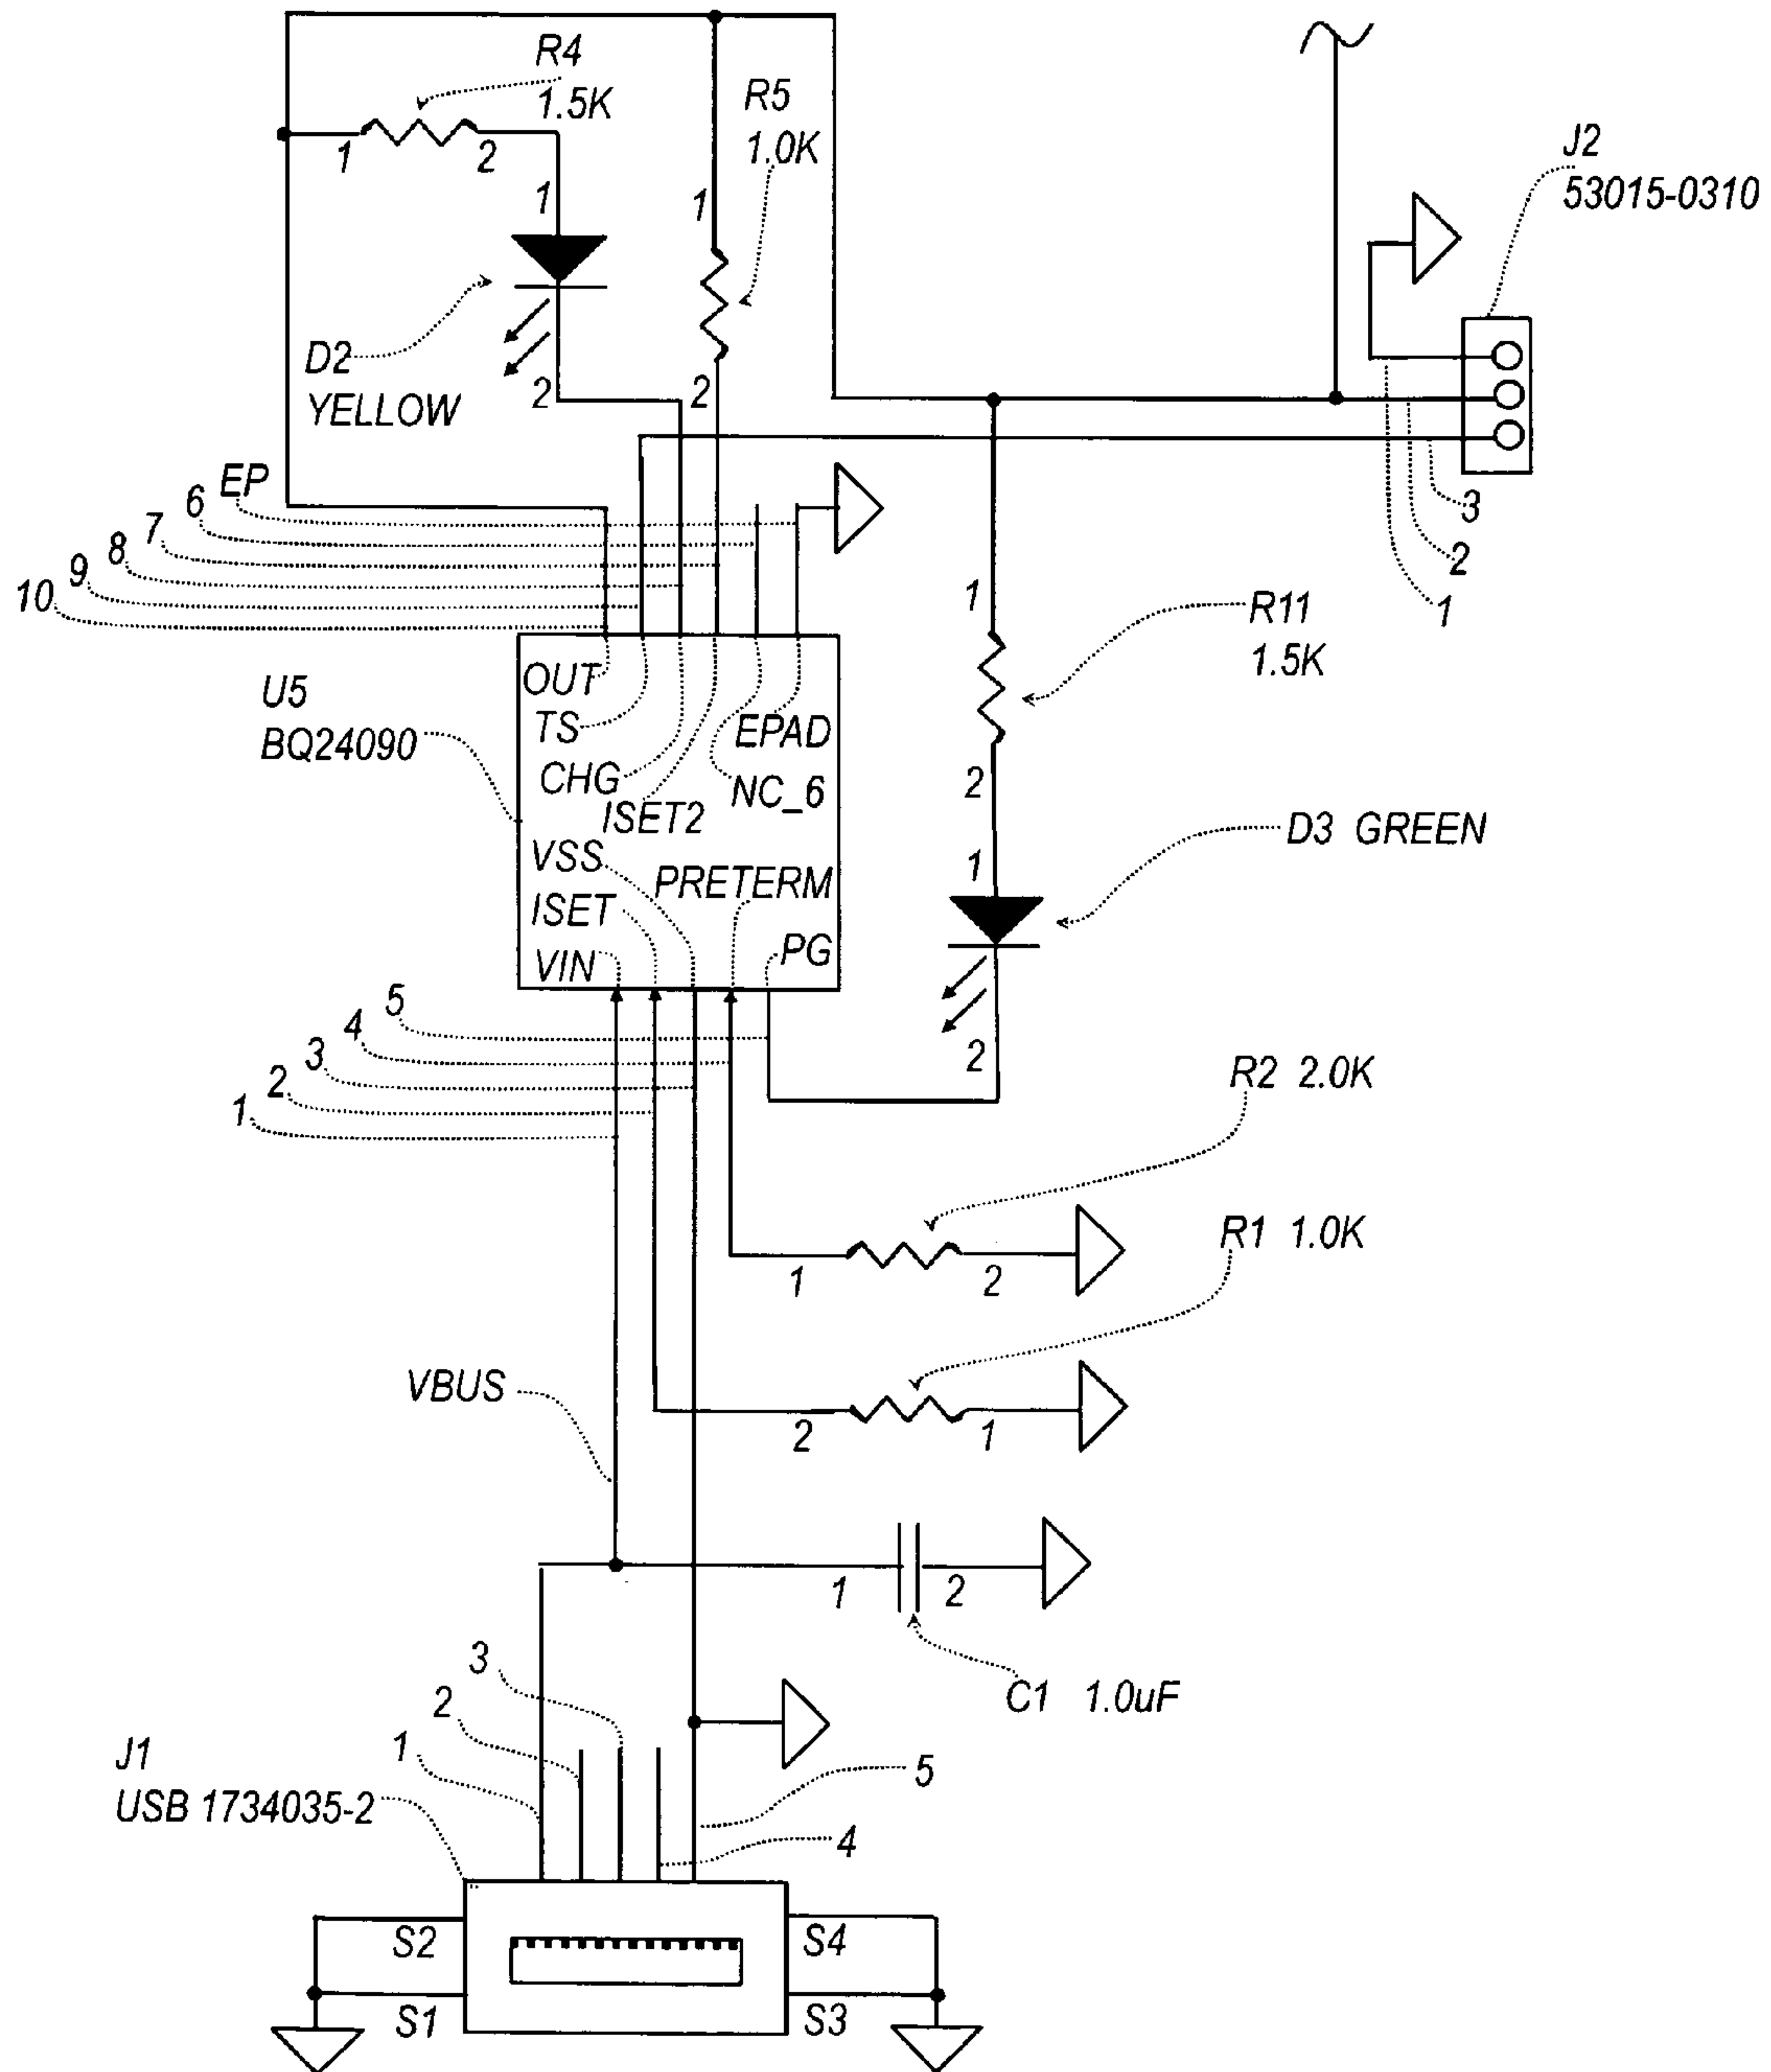 R4
1.5K
1
2
R5
1.0K
1
2
1
D2
YELLOW
2
J2
53015-0310
3
2
1
EP
6
7
8
9
10
U5
BQ24090
OUT
TS
CHG
ISET2
EPAD
NC_6
VSS
ISET
VIN
PRETERM
PG
1
R11
1.5K
2
1
D3 GREEN
2
5
4
3
2
1
R2 2.0K
1
2
R1 1.0K
2
1
VBUS
1
2
C1 1.0uF
3
2
1
5
4
J1
USB 1734035-2
S2
S4
S1
S3